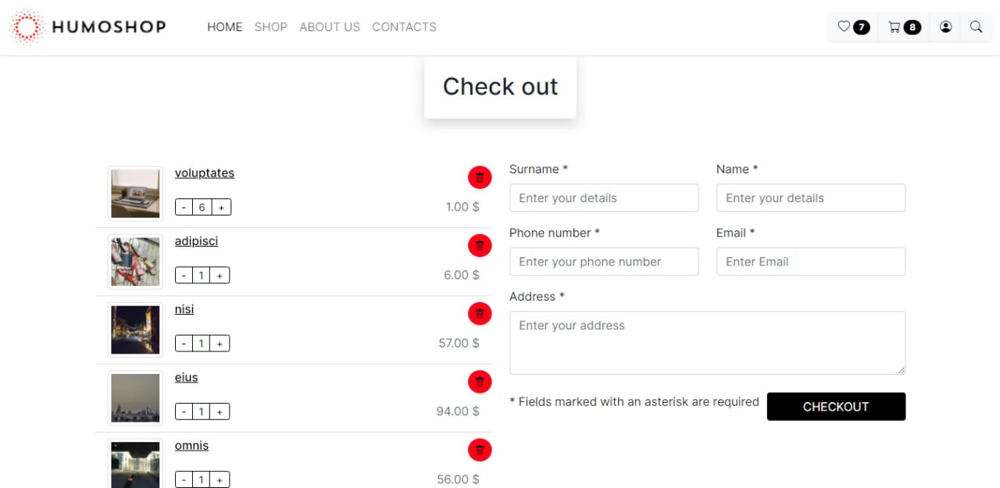 HUMOSHOP HOME SHOP ABOUT US CONTACTS 7 8
Check out
voluptates
- 6 + 1.00 $
adipisci
- 1 + 6.00 $
nisi
- 1 + 57.00 $
eius
- 1 + 94.00 $
omnis
- 1 + 56.00 $
Surname * Name *
Enter your details Enter your details
Phone number * Email *
Enter your phone number Enter Email
Address *
Enter your address
* Fields marked with an asterisk are required CHECKOUT